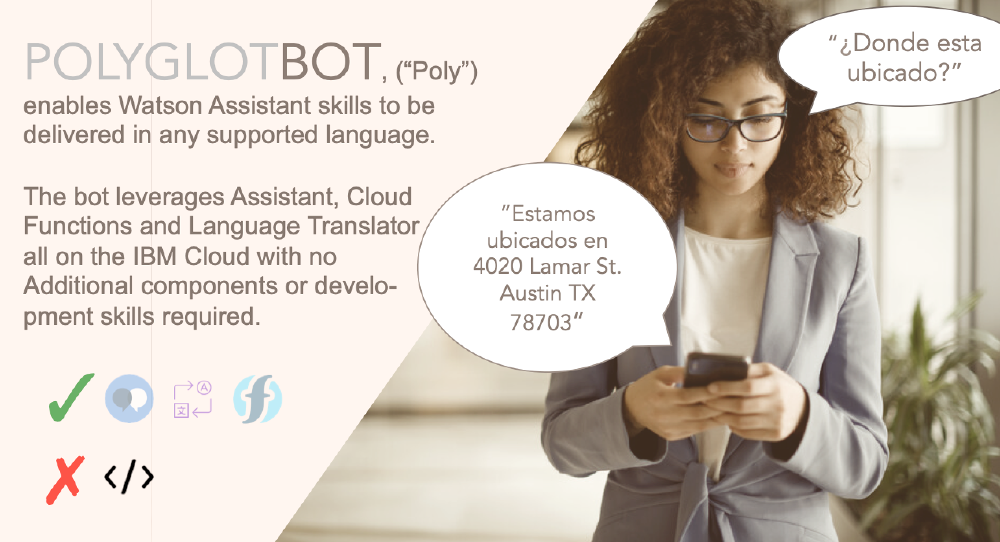 POLYGLOTBOT, (“Poly”)
enables Watson Assistant skills to be
delivered in any supported language.
The bot leverages Assistant, Cloud
Functions and Language Translator
all on the IBM Cloud with no
Additional components or develo-
pment skills required.
"¿Donde esta
ubicado?"
"Estamos
ubicados en
4020 Lamar St.
Austin TX
78703"
A
文
f
</>